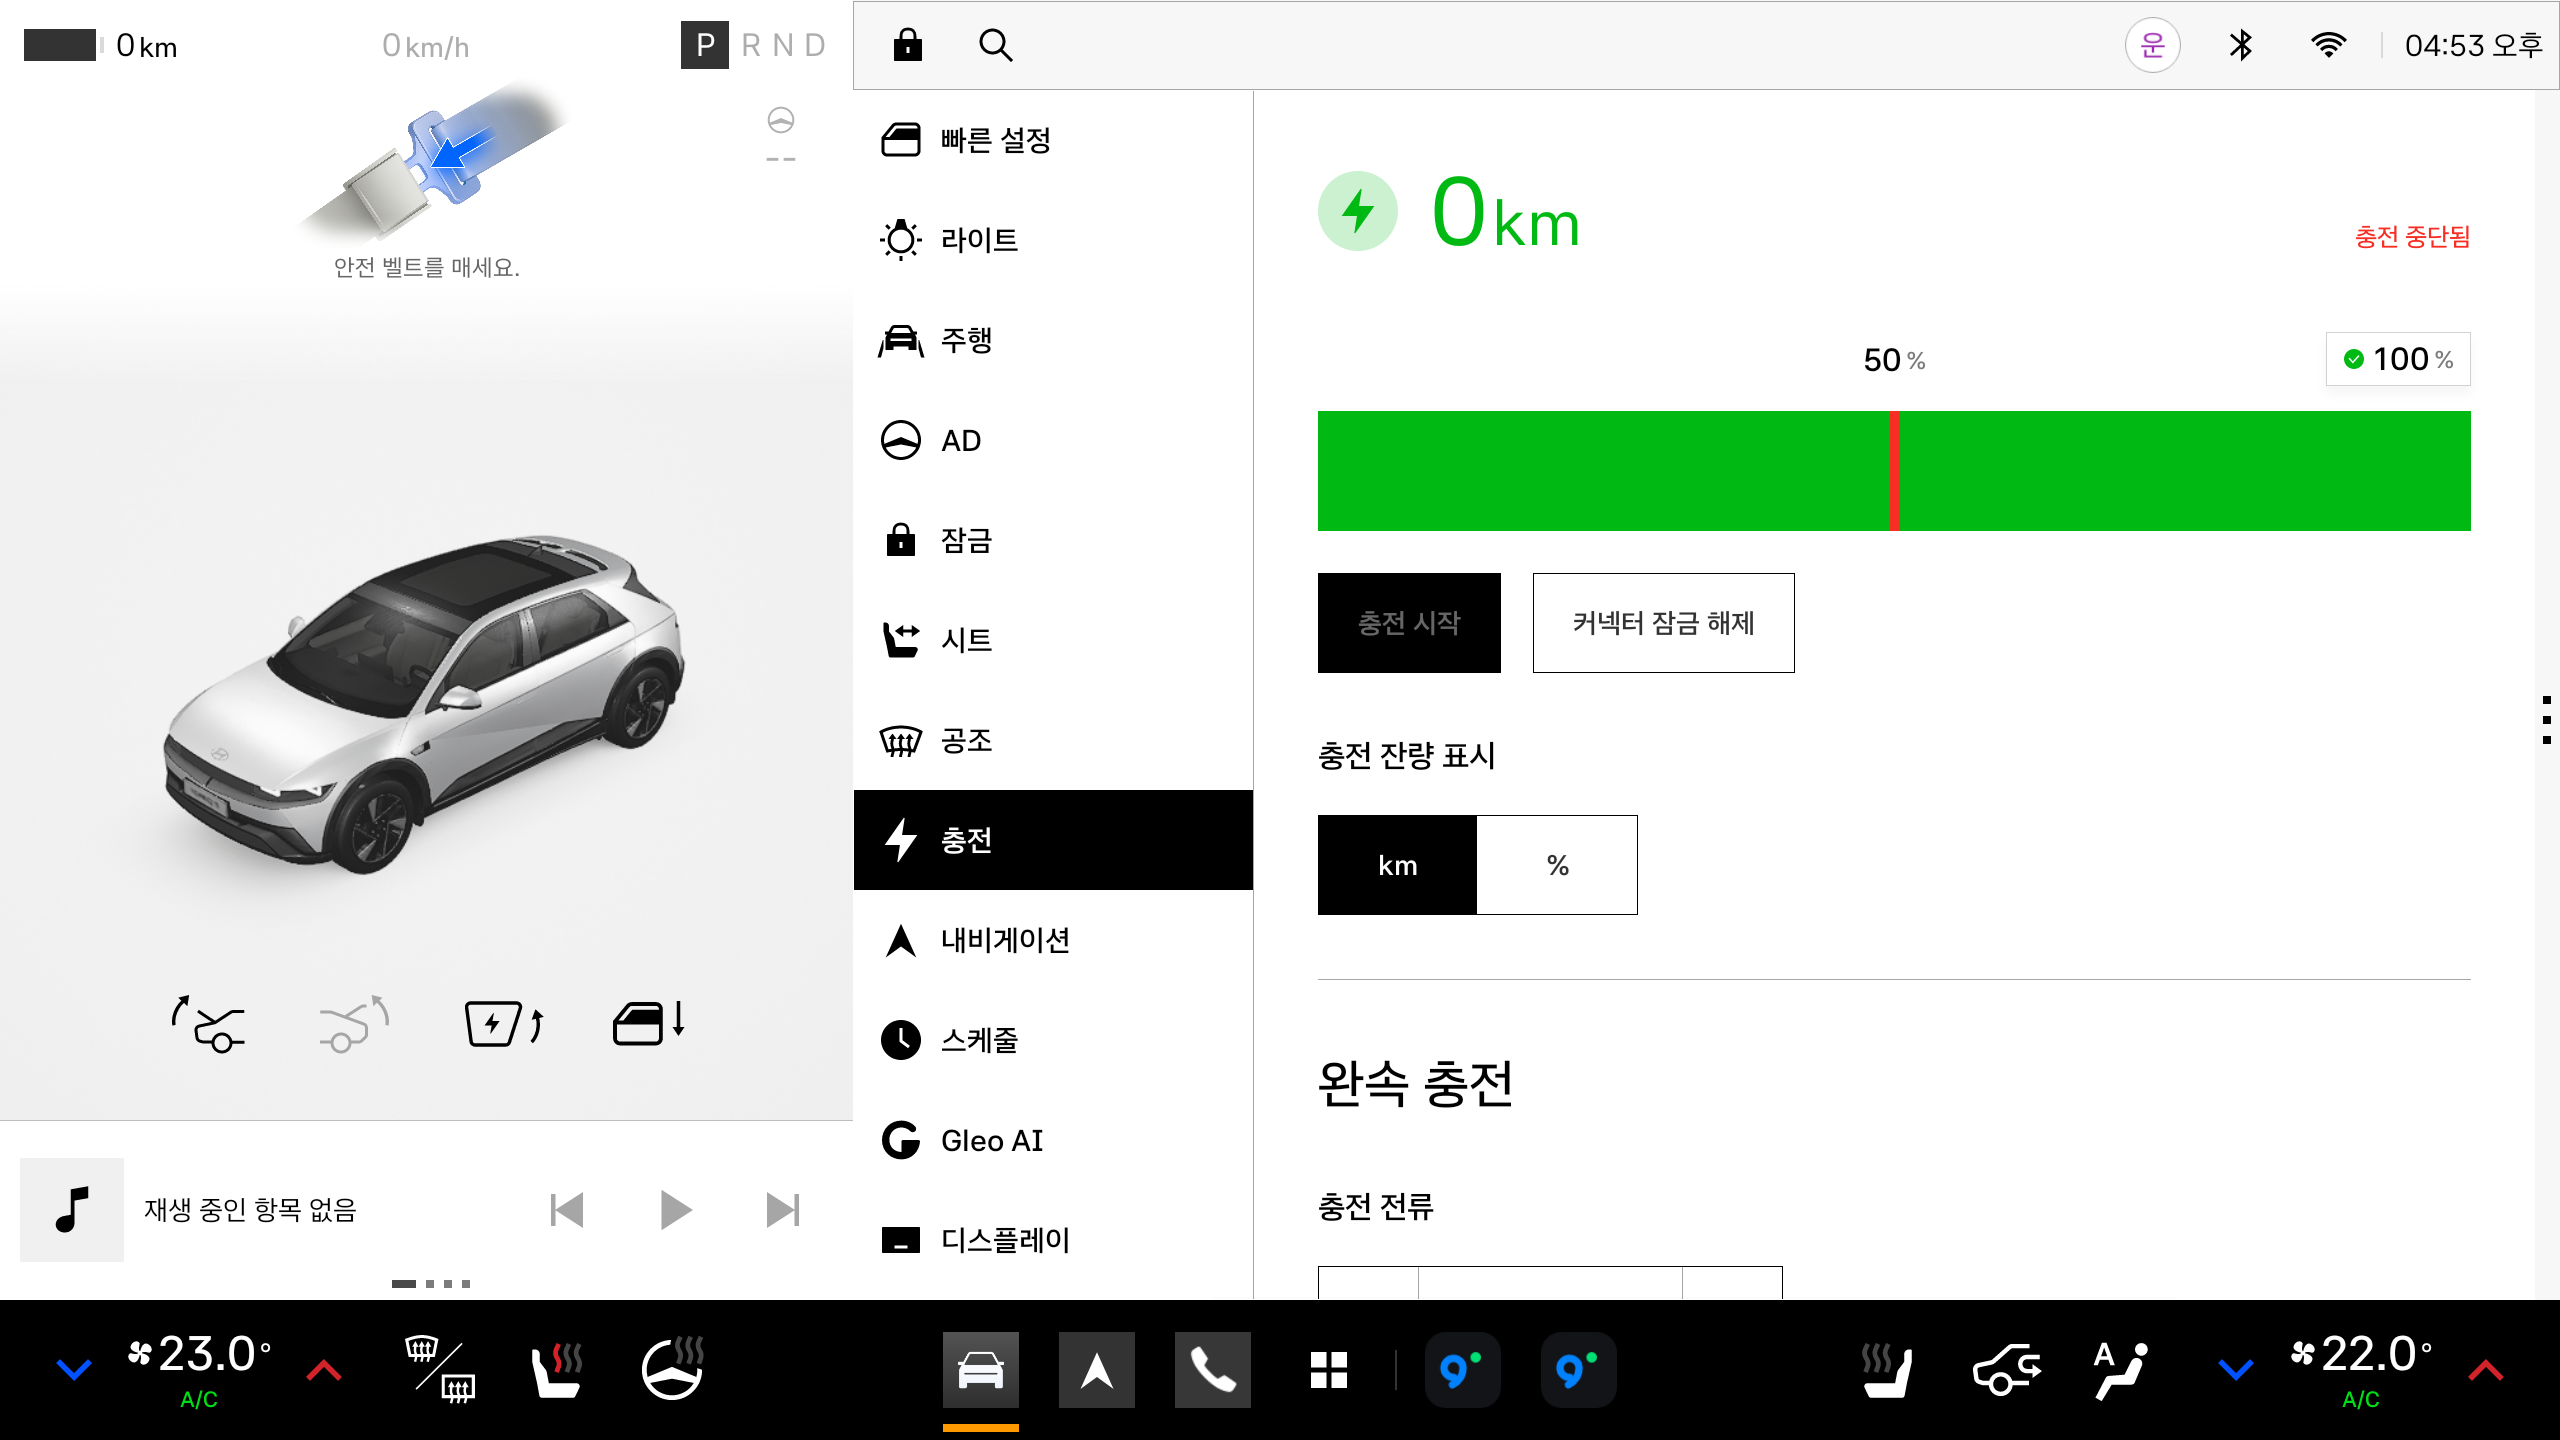 0 km
0 km/h
P R N D
운
04:53 오후
안전 벨트를 매세요.
--
재생 중인 항목 없음
빠른 설정
라이트
주행
AD
잠금
시트
공조
충전
내비게이션
스케줄
Gleo AI
디스플레이
0 km
충전 중단됨
50 %
100 %
충전 시작
커넥터 잠금 해제
충전 잔량 표시
km
%
완속 충전
충전 전류
23.0°
A/C
A
22.0°
A/C